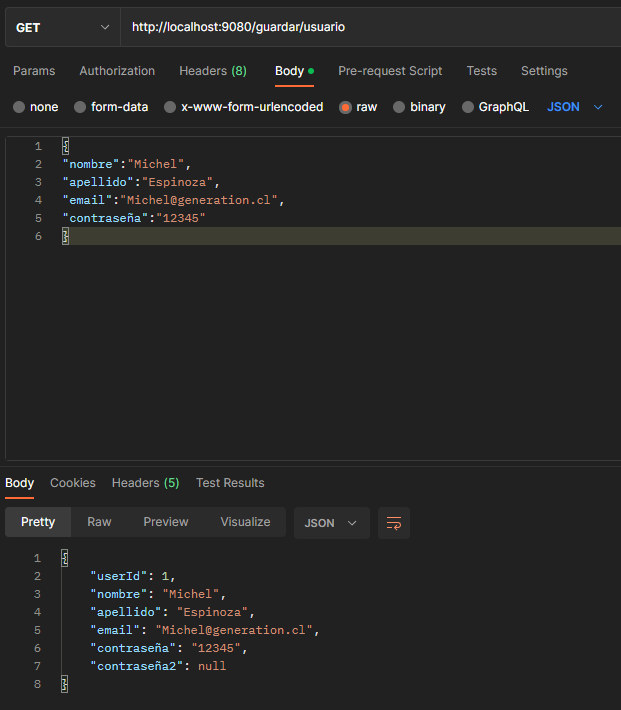 GET http://localhost:9080/guardar/usuario
Params Authorization Headers (8) Body Pre-request Script Tests Settings
none form-data x-www-form-urlencoded raw binary GraphQL JSON
1 {
2 "nombre":"Michel",
3 "apellido":"Espinoza",
4 "email":"Michel@generation.cl",
5 "contraseña":"12345"
6 }
Body Cookies Headers (5) Test Results
Pretty Raw Preview Visualize JSON
1 {
2 "userId": 1,
3 "nombre": "Michel",
4 "apellido": "Espinoza",
5 "email": "Michel@generation.cl",
6 "contraseña": "12345",
7 "contraseña2": null
8 }